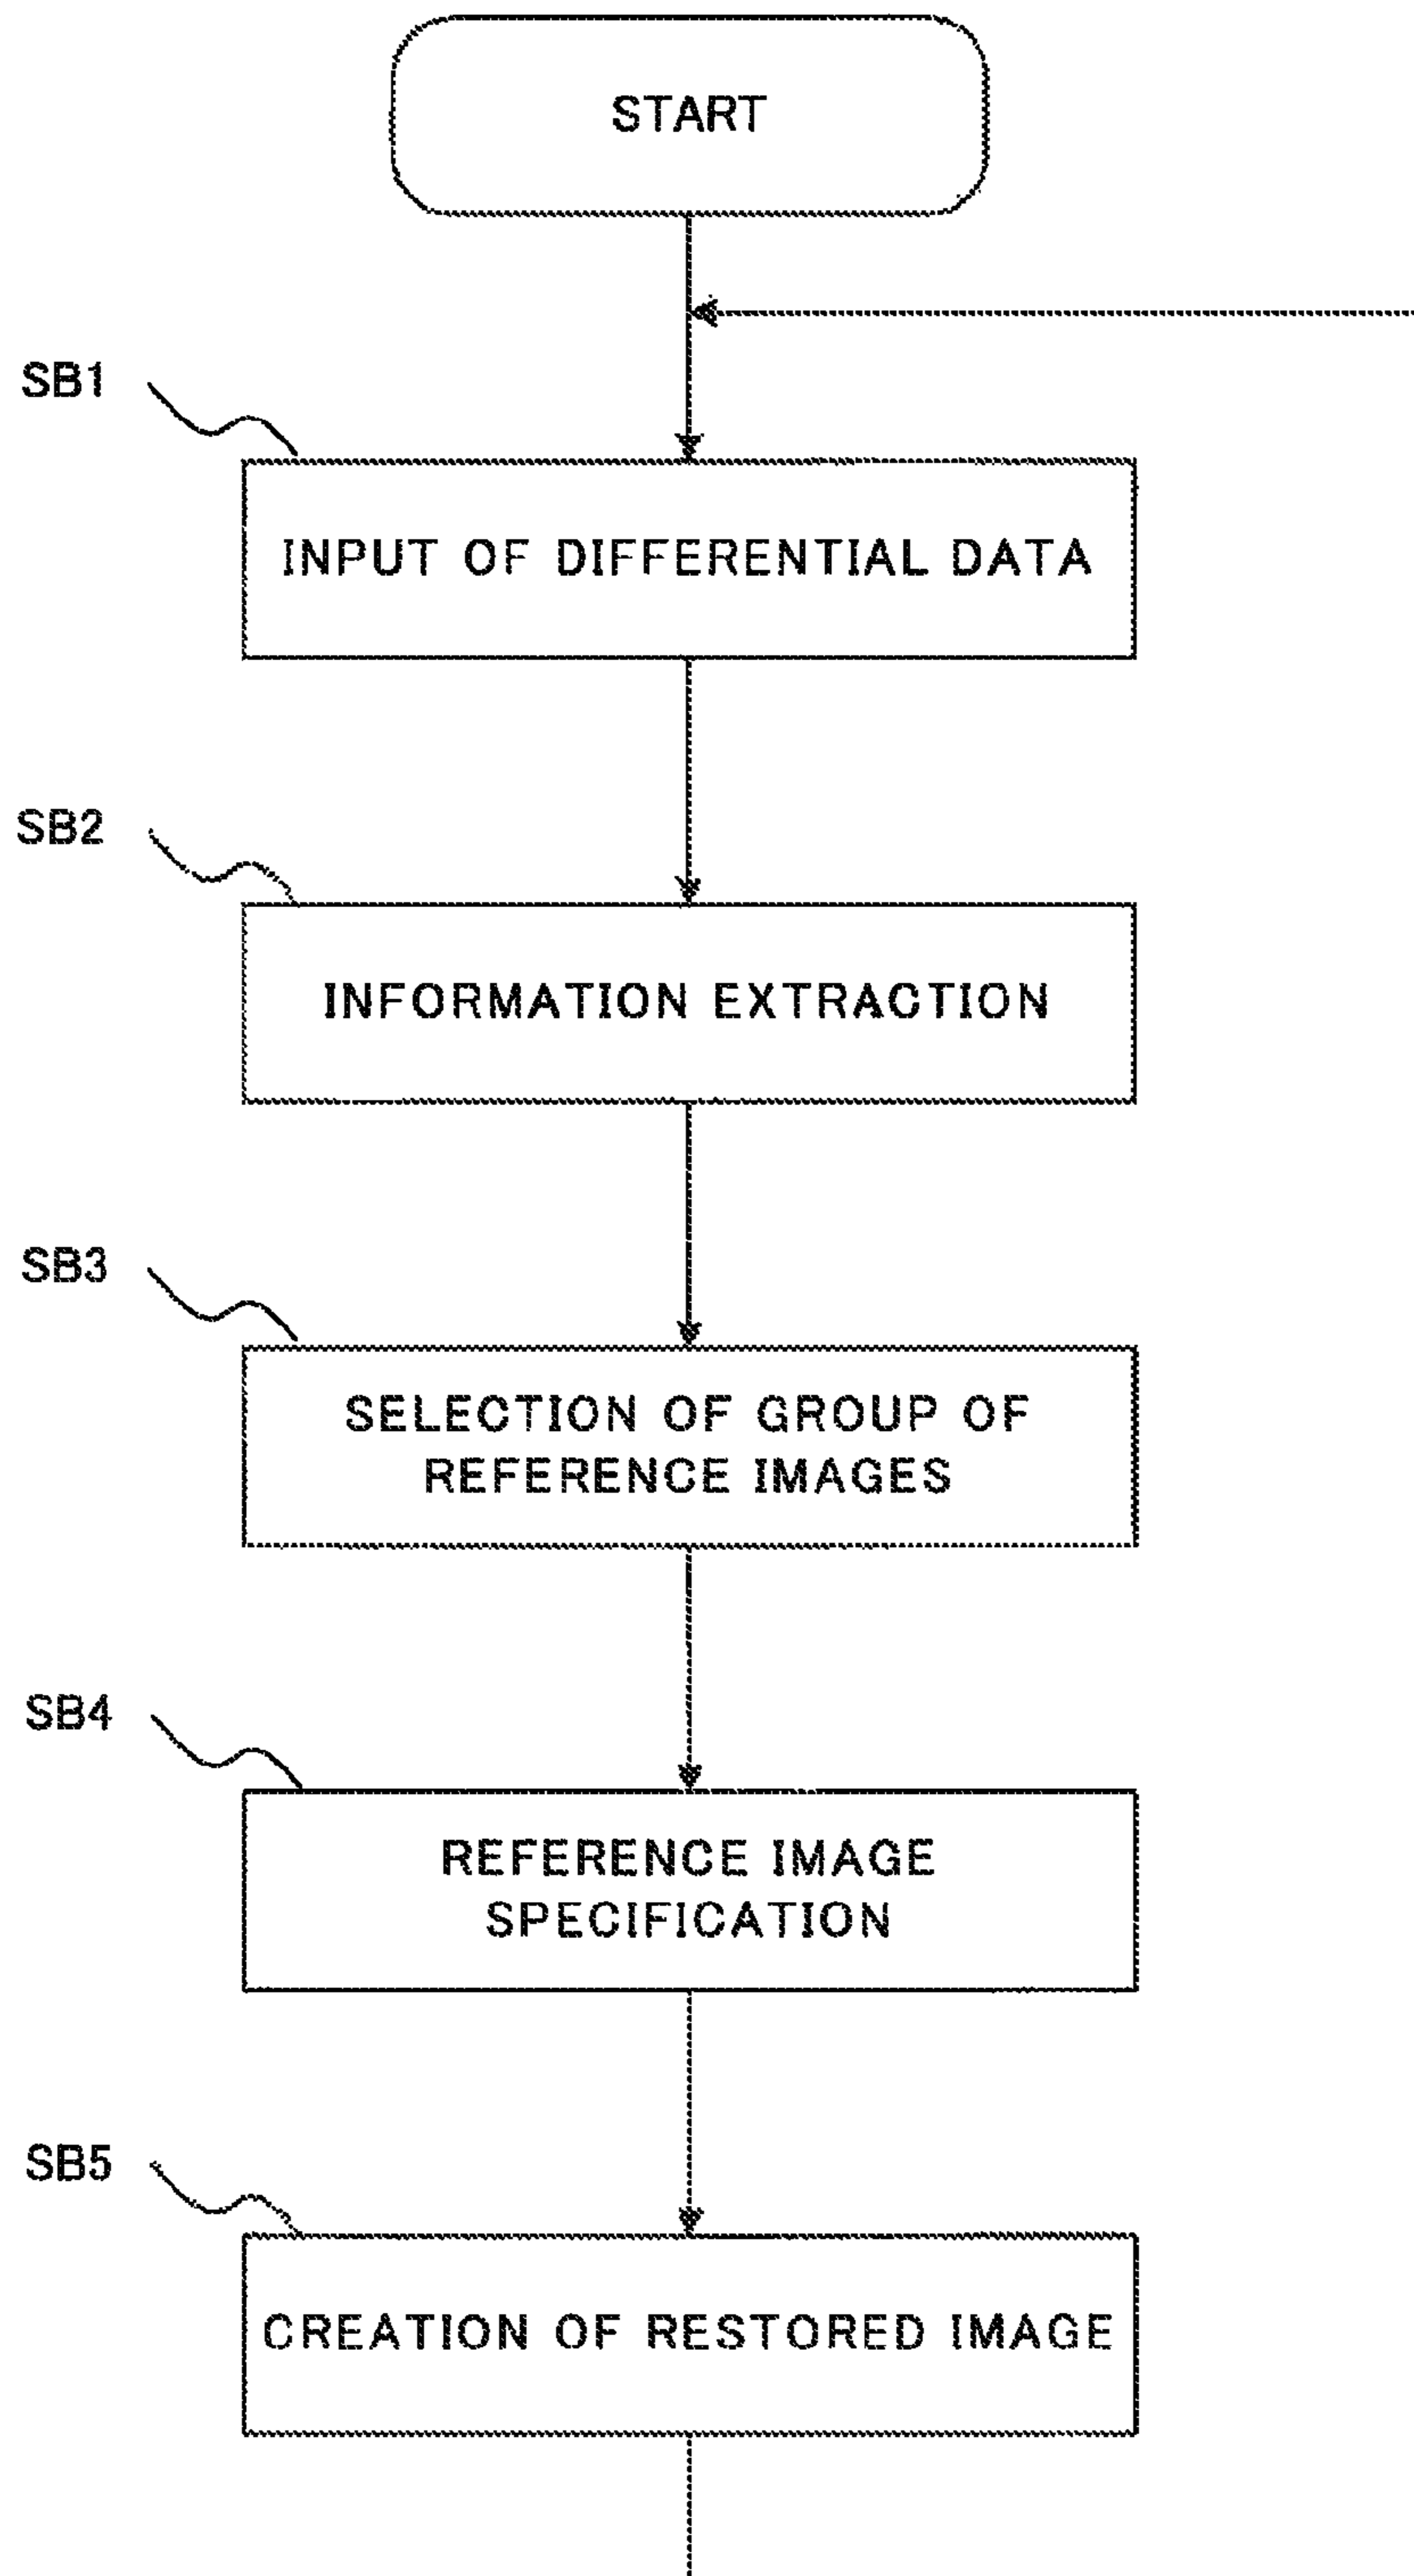 START
SB1
INPUT OF DIFFERENTIAL DATA
SB2
INFORMATION EXTRACTION
SB3
SELECTION OF GROUP OF
REFERENCE IMAGES
SB4
REFERENCE IMAGE
SPECIFICATION
SB5
CREATION OF RESTORED IMAGE